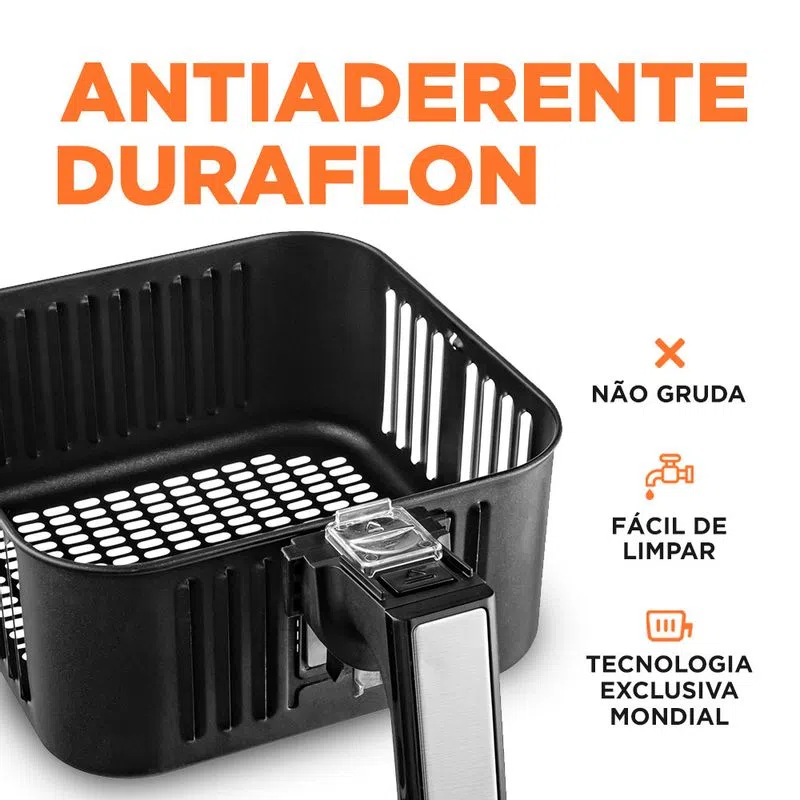 ANTIADERENTE
DURAFLON
NÃO GRUDA
FÁCIL DE
LIMPAR
TECNOLOGIA
EXCLUSIVA
MONDIAL